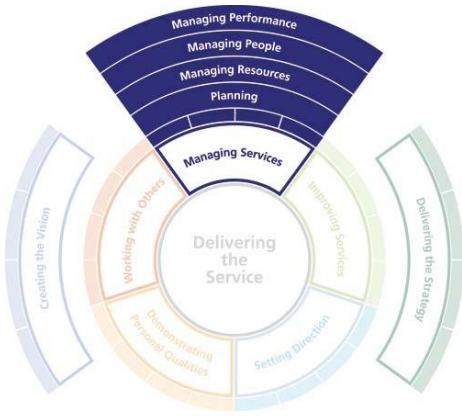 Managing Performance
Managing People
Managing Resources
Planning
Managing Services
Working with Others
Improving Services
Creating the Vision
Delivering
the
Service
Delivering the Strategy
Demonstrating
Personal Qualities
Setting Direction